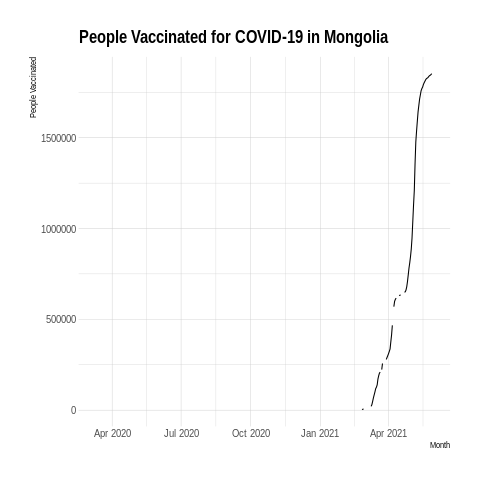 People Vaccinated for COVID-19 in Mongolia
People Vaccinated
1500000
1000000
500000
0
Apr 2020 Jul 2020 Oct 2020 Jan 2021 Apr 2021
Month